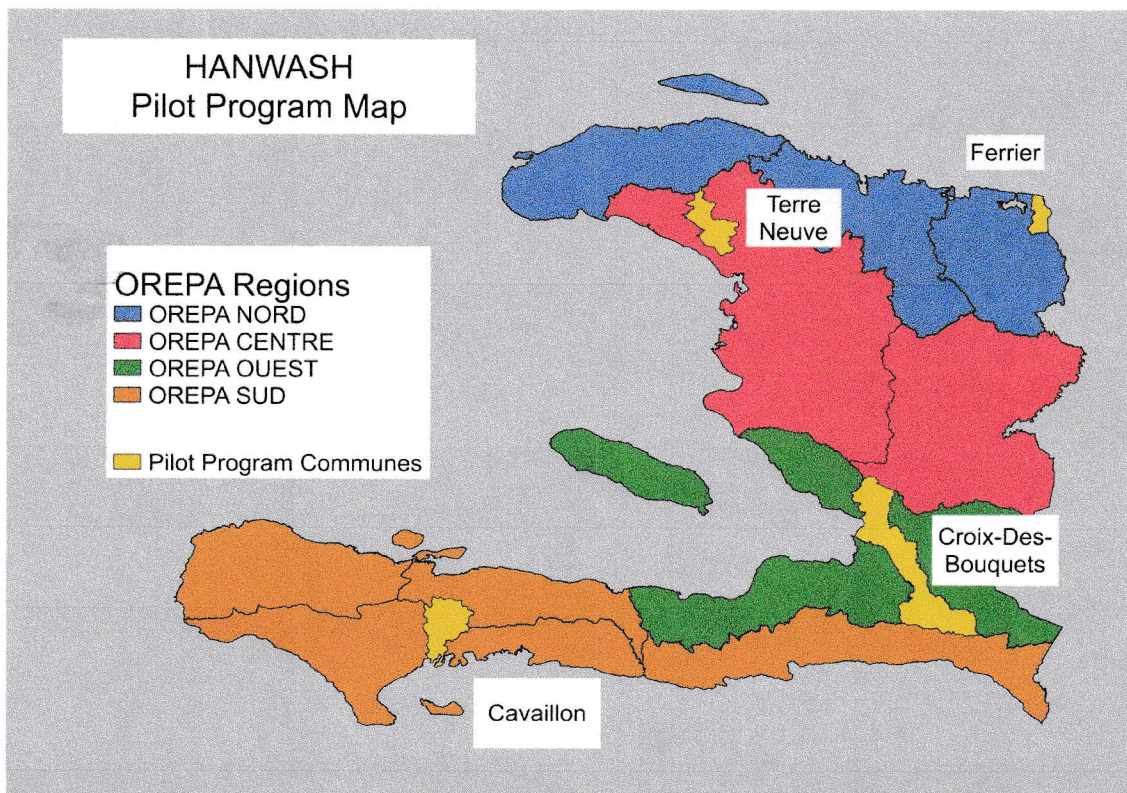 HANWASH
Pilot Program Map
Ferrier
Terre
Neuve
OREPA Regions
OREPA NORD
OREPA CENTRE
OREPA OUEST
OREPA SUD
Pilot Program Communes
Croix-Des-
Bouquets
Cavaillon